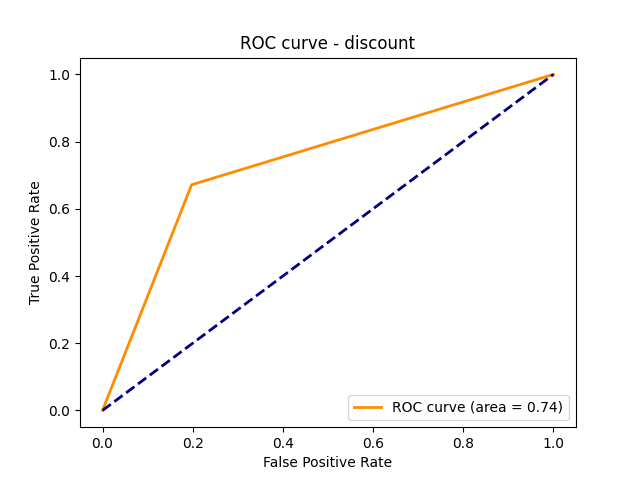 ROC curve - discount
1.0
0.8
0.6
0.4
0.2
0.0
True Positive Rate
ROC curve (area = 0.74)
0.0 0.2 0.4 0.6 0.8 1.0
False Positive Rate